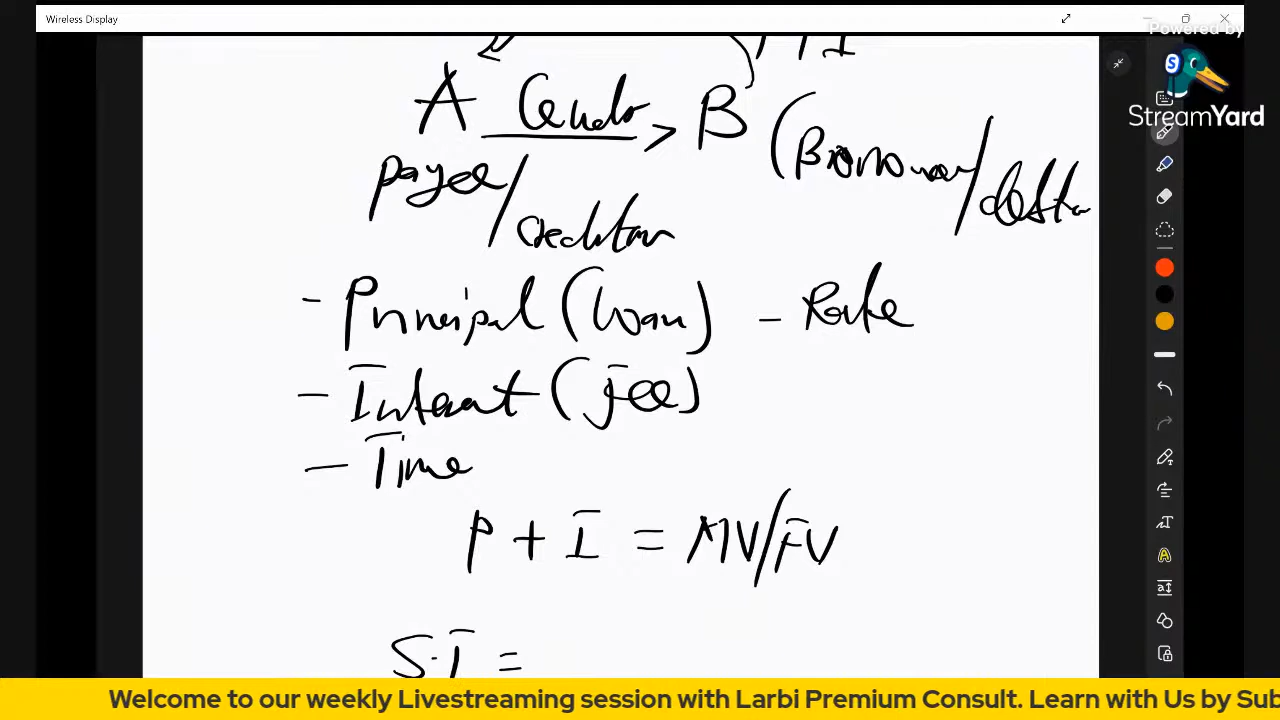 Wireless Display
Powered by
StreamYard
P + I
A Lender > B (Borrower/debtor
payee/creditor
- Principal (loan) - Rate
- Interest (fee)
- Time
P + I = MV/FV
S.I =
Welcome to our weekly Livestreaming session with Larbi Premium Consult. Learn with Us by Sub